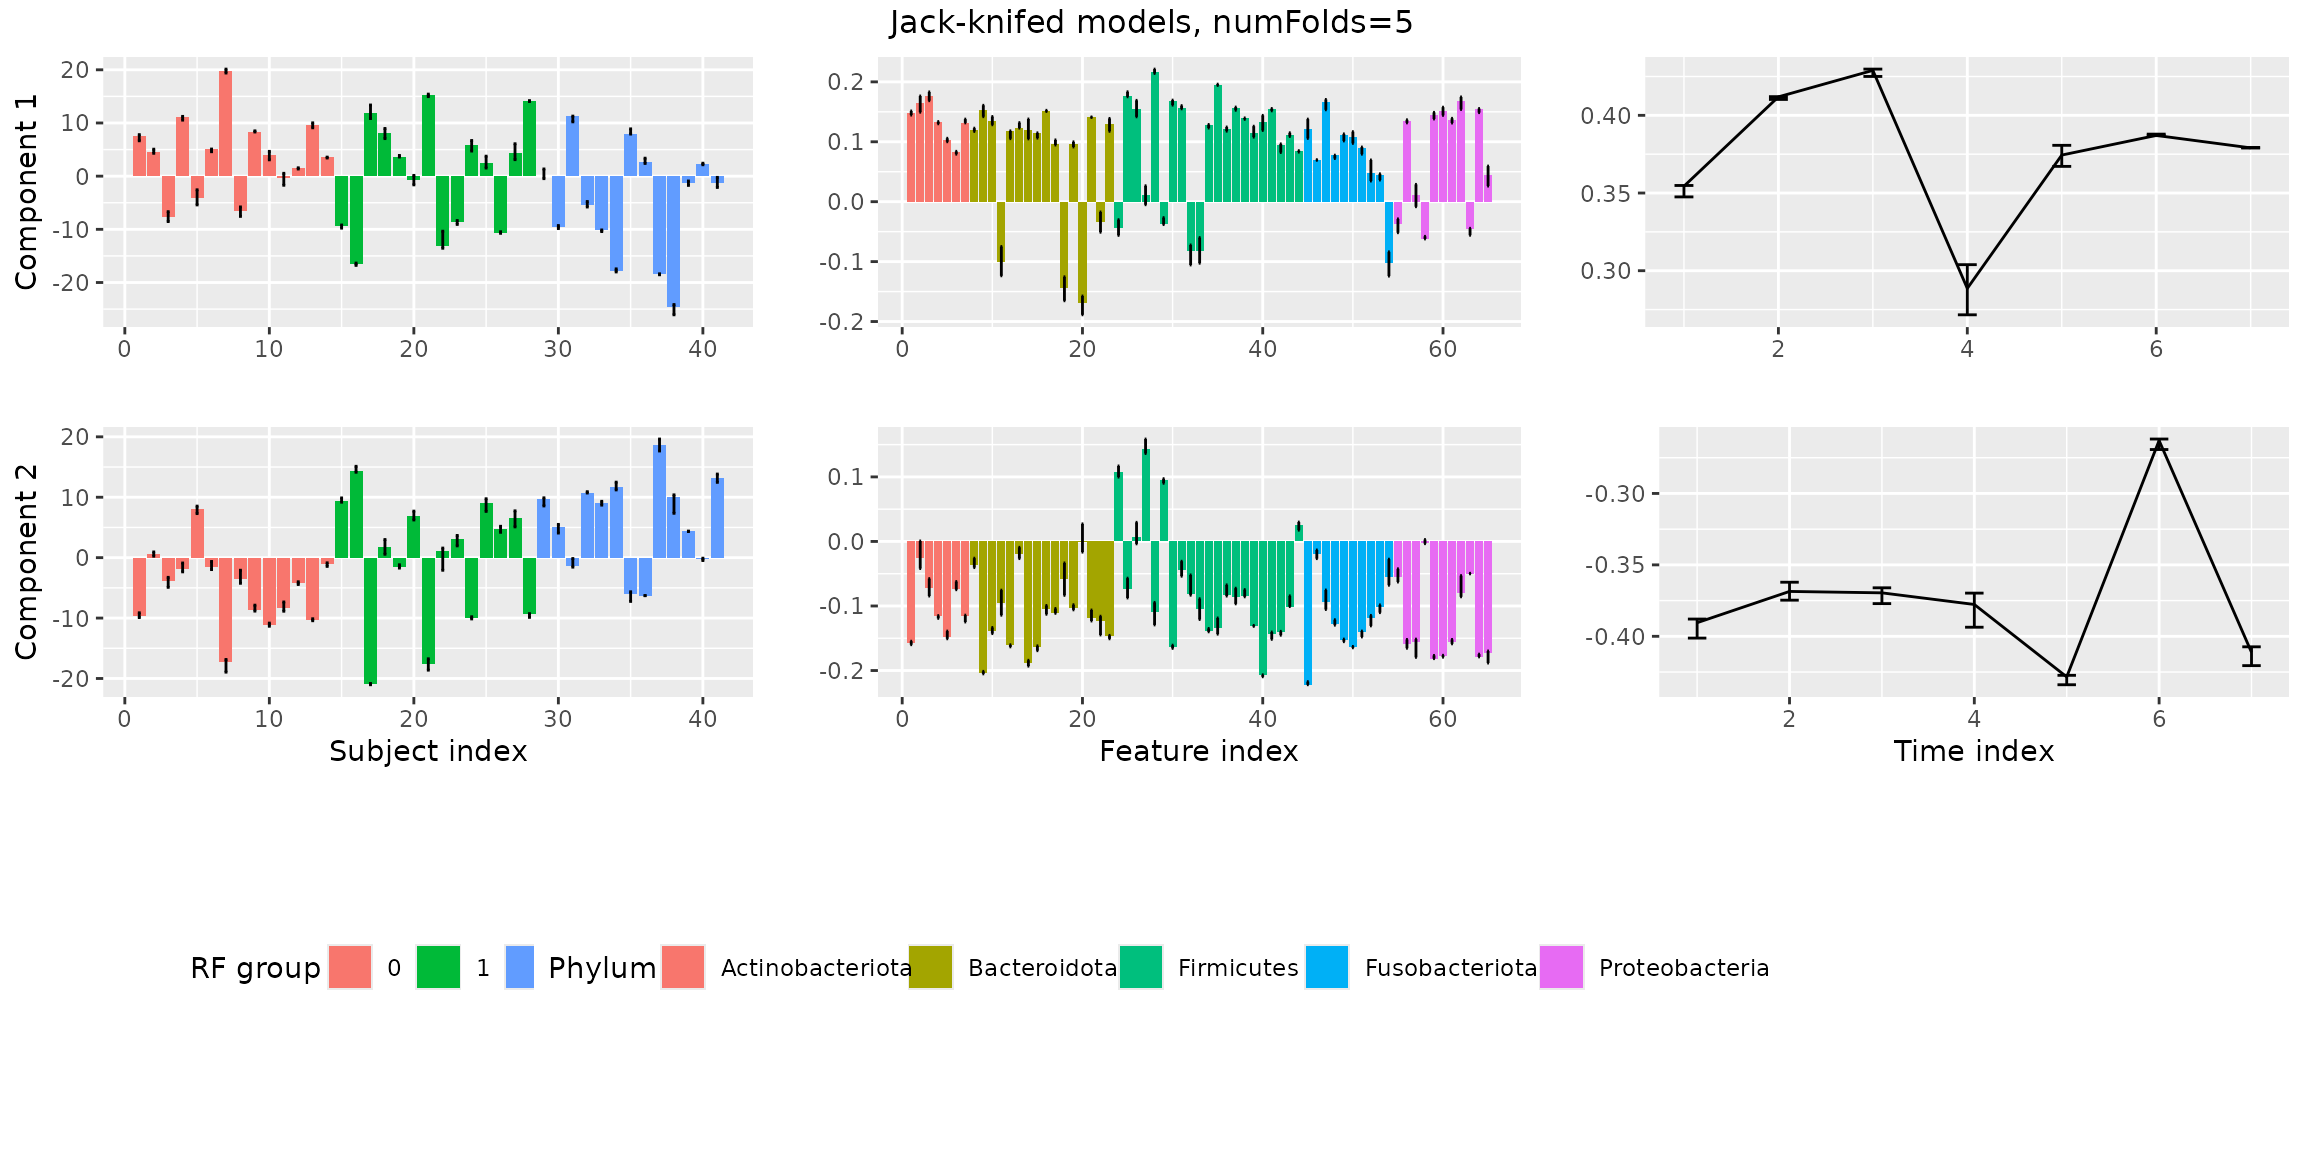 Jack-knifed models, numFolds=5
Component 1
20
10
0
-10
-20
0 10 20 30 40
0.2
0.1
0.0
-0.1
-0.2
0 20 40 60
0.40
0.35
0.30
2 4 6
Component 2
20
10
0
-10
-20
0 10 20 30 40
Subject index
0.1
0.0
-0.1
-0.2
0 20 40 60
Feature index
-0.30
-0.35
-0.40
2 4 6
Time index
RF group 0 1 Phylum Actinobacteriota Bacteroidota Firmicutes Fusobacteriota Proteobacteria